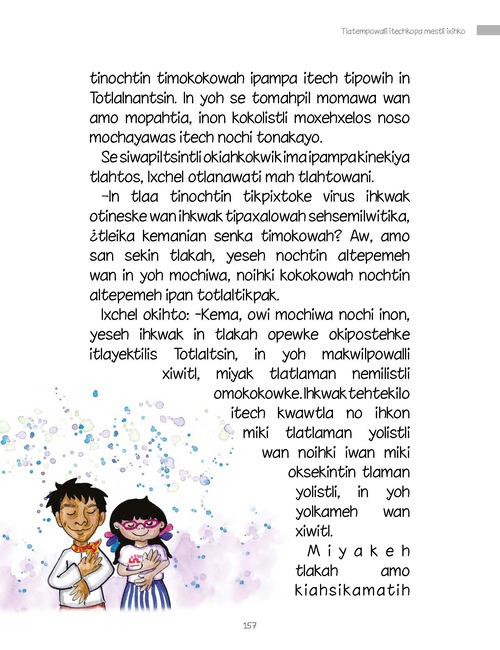 Tlatempowalli itechkopa mestli ixihko
tinochtin timokokowah ipampa itech tipowih in
Totlalnantsin. In yoh se tomahpil momawa wan
amo mopahtia, inon kokolistli moxehxelos noso
mochayawas itech nochi tonakayo.
Se siwapiltsintli okiahkokwik ima ipampa kinekiya
tlahtos, Ixchel otlanawati mah tlahtowani.
–In tlaa tinochtin tikpixtoke virus ihkwak
otineske wan ihkwak tipaxalowah sehsemilwitika,
¿tleika kemanian senka timokowah? Aw, amo
san sekin tlakah, yeseh nochtin altepemeh
wan in yoh mochiwa, noihki kokokowah nochtin
altepemeh ipan totlaltikpak.
Ixchel okihto: –Kema, owi mochiwa nochi inon,
yeseh ihkwak in tlakah opewke okipostehke
itlayektilis Totlaltsin, in yoh makwilpowalli
xiwitl, miyak tlatlaman nemilistli
omokokowke. Ihkwak tehtekilo
itech kwawtla no ihkon
miki tlatlaman yolistli
wan noihki iwan miki
oksekintin tlaman
yolistli, in yoh
yolkameh wan
xiwitl.
Miyakeh
tlakah amo
kiahsikamatih
157